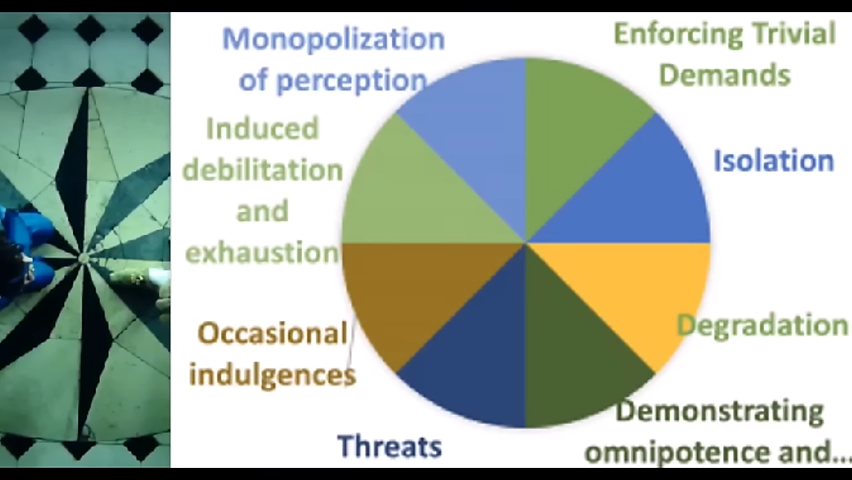 Monopolization
of perception
Enforcing Trivial
Demands
Isolation
Induced
debilitation
and
exhaustion
Degradation
Occasional
indulgences
Demonstrating
omnipotence and...
Threats